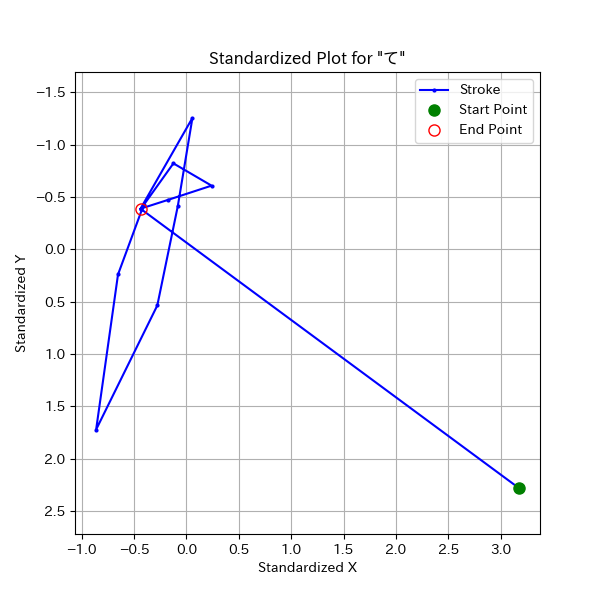 Standardized Plot for "て"
Stroke
Start Point
End Point
Standardized Y
−1.5
−1.0
−0.5
0.0
0.5
1.0
1.5
2.0
2.5
−1.0 −0.5 0.0 0.5 1.0 1.5 2.0 2.5 3.0
Standardized X